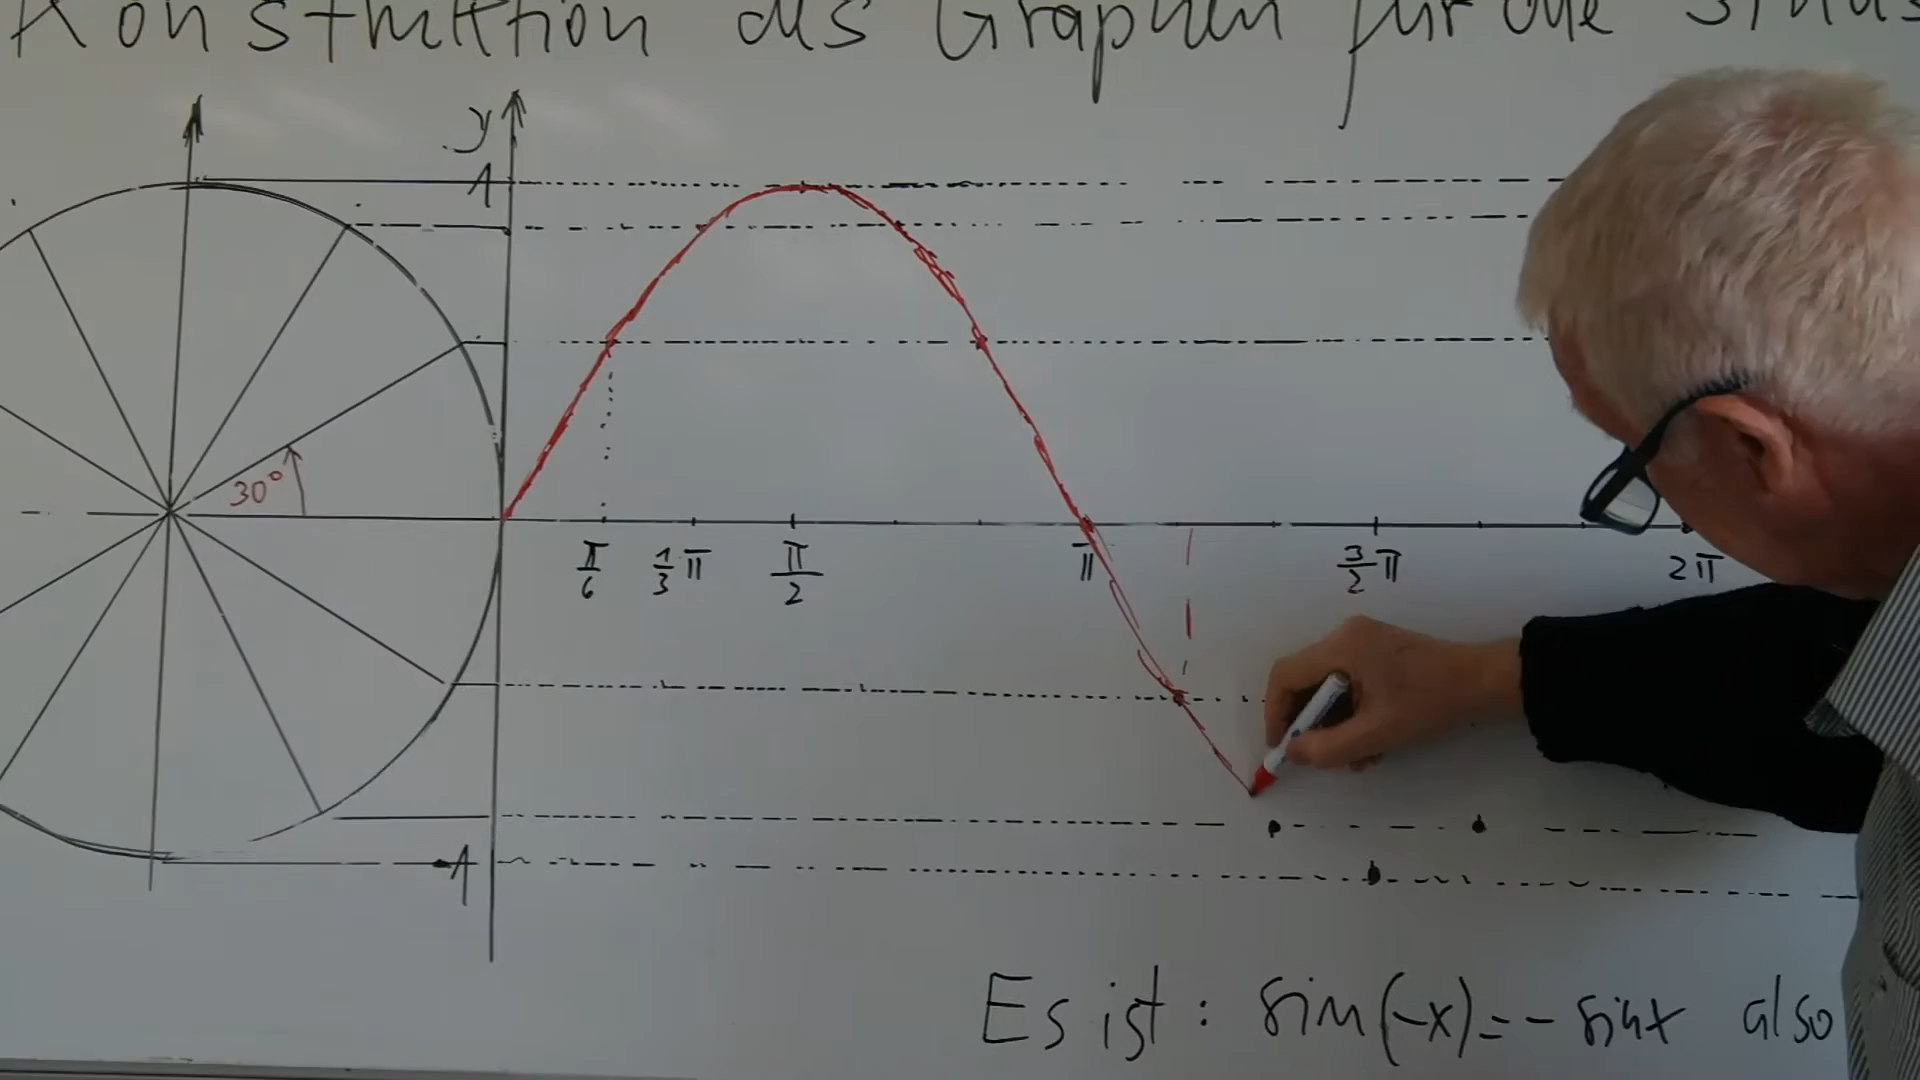 Konstruktion des Graphen für die Sinus
y
1
30°
π/6 1/3 π π/2 π 3/2 π 2π
-1
Es ist: sin(-x)=-sinx also